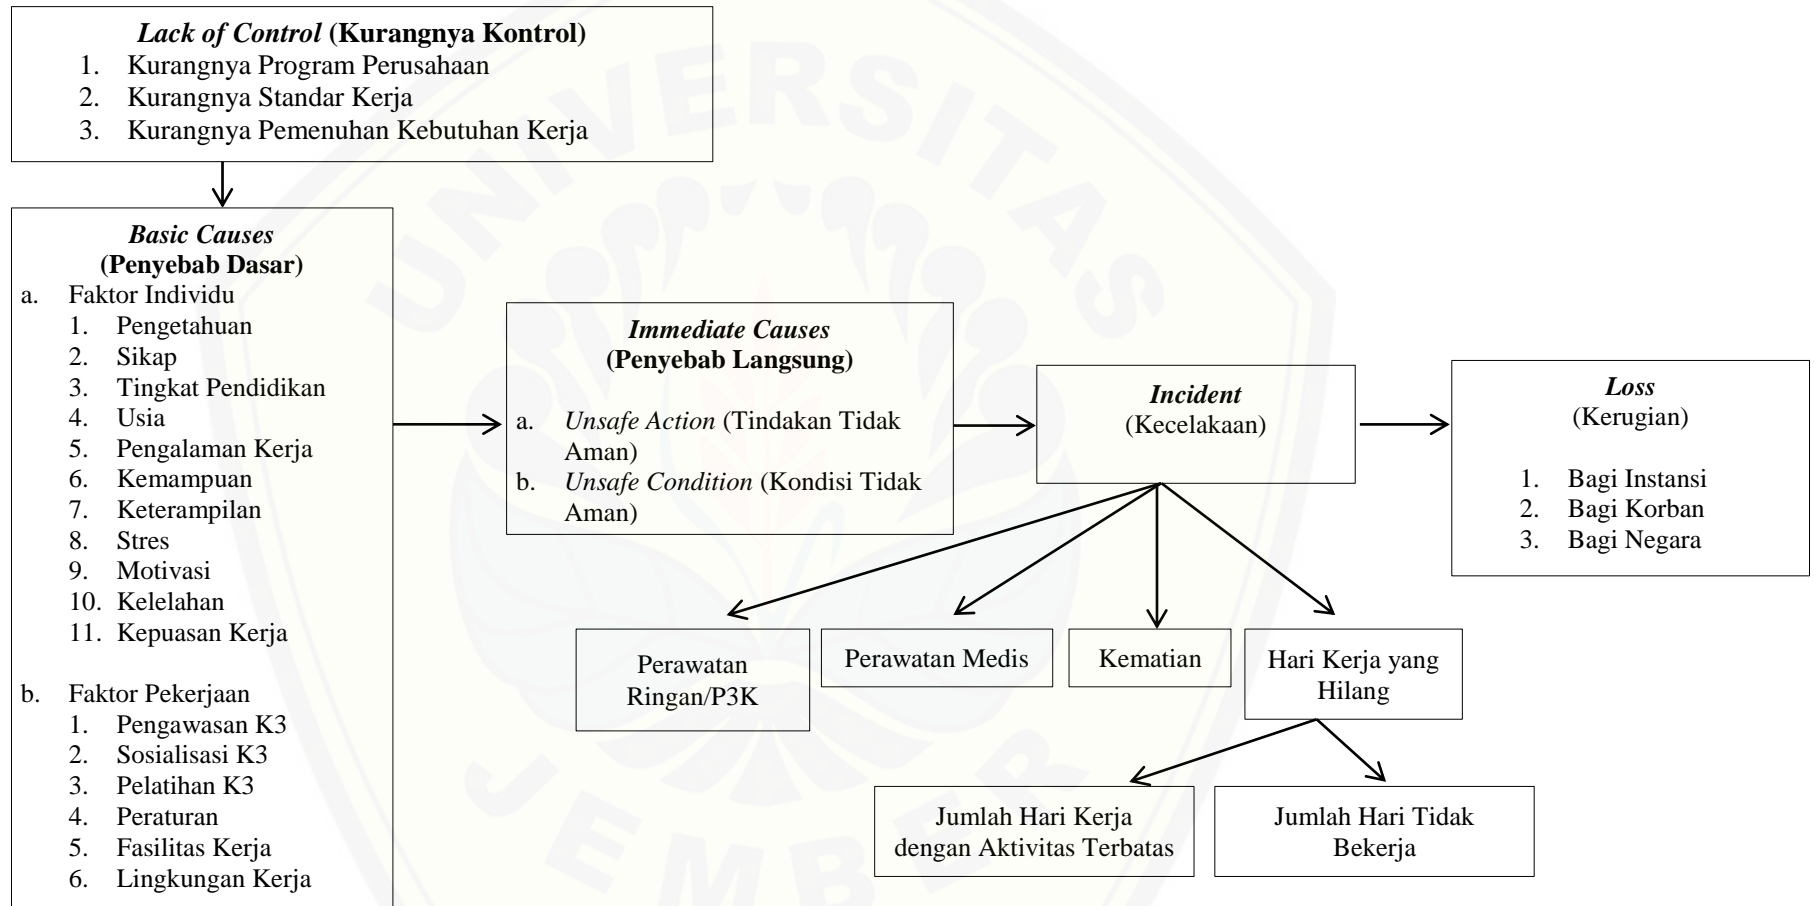 Lack of Control (Kurangnya Kontrol)
1. Kurangnya Program Perusahaan
2. Kurangnya Standar Kerja
3. Kurangnya Pemenuhan Kebutuhan Kerja
Basic Causes
(Penyebab Dasar)
a. Faktor Individu
1. Pengetahuan
2. Sikap
3. Tingkat Pendidikan
4. Usia
5. Pengalaman Kerja
6. Kemampuan
7. Keterampilan
8. Stres
9. Motivasi
10. Kelelahan
11. Kepuasan Kerja
b. Faktor Pekerjaan
1. Pengawasan K3
2. Sosialisasi K3
3. Pelatihan K3
4. Peraturan
5. Fasilitas Kerja
6. Lingkungan Kerja
Immediate Causes
(Penyebab Langsung)
a. Unsafe Action (Tindakan Tidak
Aman)
b. Unsafe Condition (Kondisi Tidak
Aman)
Incident
(Kecelakaan)
Loss
(Kerugian)
1. Bagi Instansi
2. Bagi Korban
3. Bagi Negara
Perawatan
Ringan/P3K
Perawatan Medis
Kematian
Hari Kerja yang
Hilang
Jumlah Hari Kerja
dengan Aktivitas Terbatas
Jumlah Hari Tidak
Bekerja
UNIVERSITAS
JEMBER